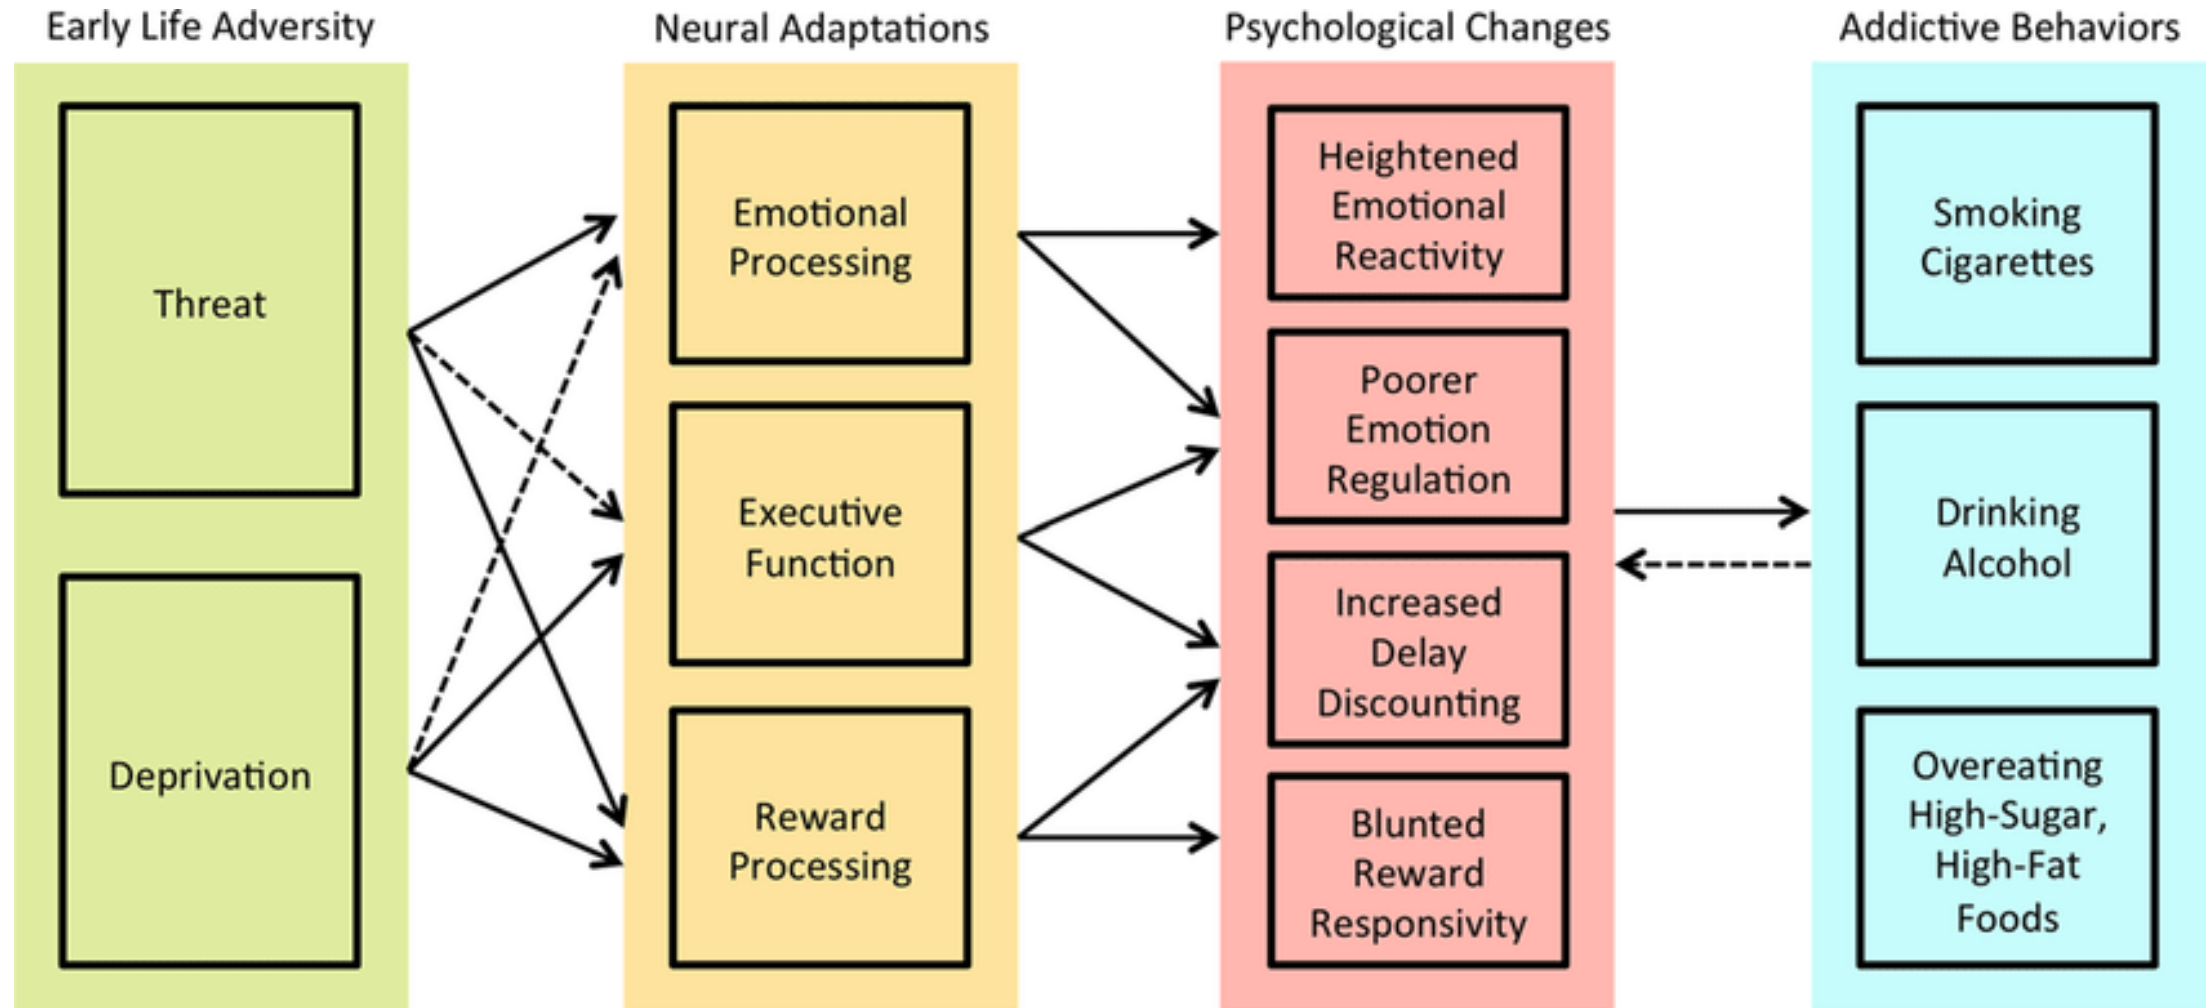 Early Life Adversity
Neural Adaptations
Psychological Changes
Addictive Behaviors
Threat
Deprivation
Emotional
Processing
Executive
Function
Reward
Processing
Heightened
Emotional
Reactivity
Poorer
Emotion
Regulation
Increased
Delay
Discounting
Blunted
Reward
Responsivity
Smoking
Cigarettes
Drinking
Alcohol
Overeating
High-Sugar,
High-Fat
Foods